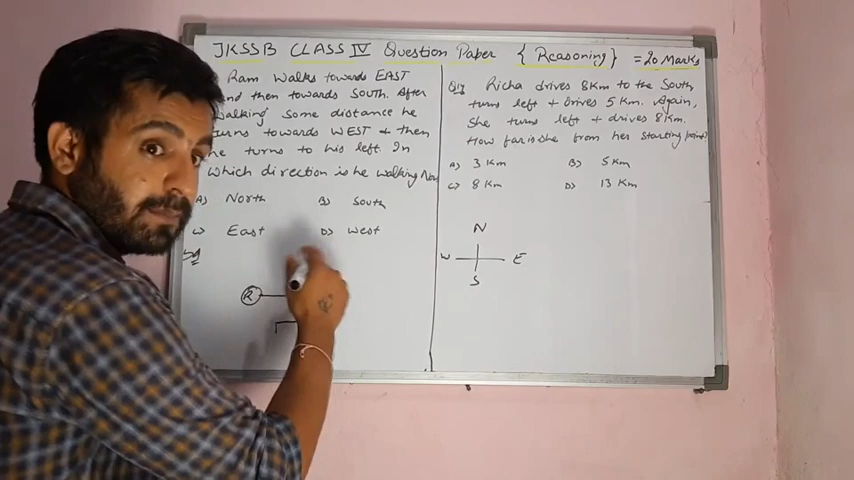 JKSSB CLASS IV Question Paper { Reasoning } = 20 Marks
Ram Walks towards EAST
and then towards SOUTH. After
Walking Some distance he
turns towards WEST & then
he turns to his left. In
which direction is he walking Now
A) North B) South
C) East D) West
Sol
R
Q17 Richa drives 8Km to the South
turns left & Drives 5 Km. Again,
She turns left & drives 8Km.
How far is she from her starting point?
A) 3 Km B) 5 Km
C) 8 Km D) 13 Km
N
W E
S